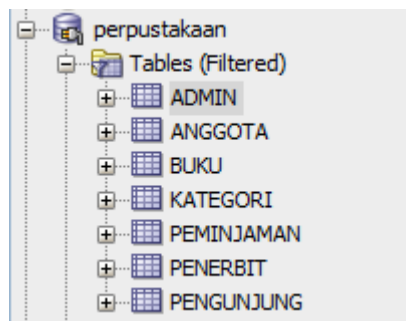 perpustakaan
Tables (Filtered)
ADMIN
ANGGOTA
BUKU
KATEGORI
PEMINJAMAN
PENERBIT
PENGUNJUNG